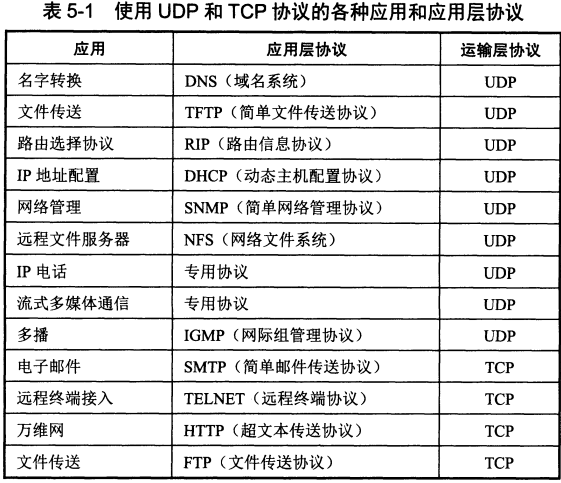 表 5-1 使用 UDP 和 TCP 协议的各种应用和应用层协议
应用 应用层协议 运输层协议
名字转换 DNS（域名系统） UDP
文件传送 TFTP（简单文件传送协议） UDP
路由选择协议 RIP（路由信息协议） UDP
IP 地址配置 DHCP（动态主机配置协议） UDP
网络管理 SNMP（简单网络管理协议） UDP
远程文件服务器 NFS（网络文件系统） UDP
IP 电话 专用协议 UDP
流式多媒体通信 专用协议 UDP
多播 IGMP（网际组管理协议） UDP
电子邮件 SMTP（简单邮件传送协议） TCP
远程终端接入 TELNET（远程终端协议） TCP
万维网 HTTP（超文本传送协议） TCP
文件传送 FTP（文件传送协议） TCP